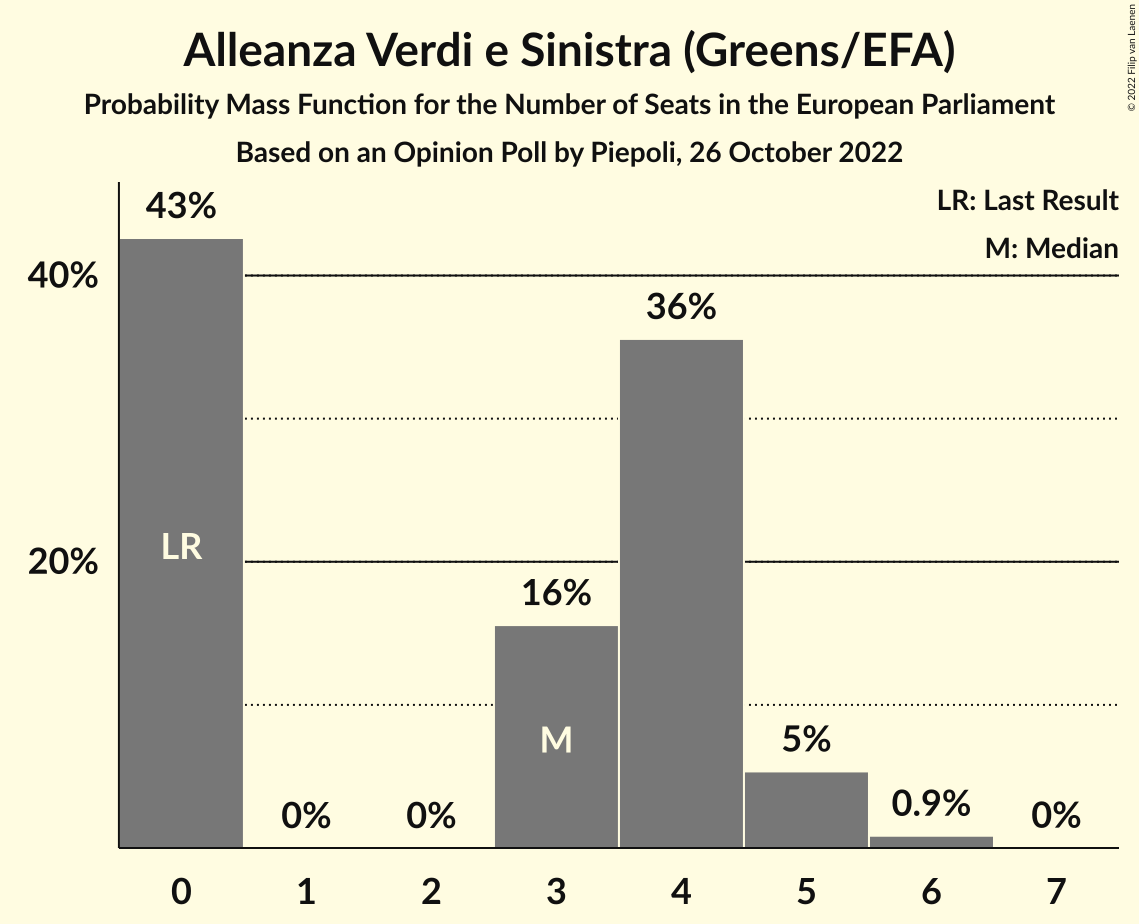 Alleanza Verdi e Sinistra (Greens/EFA)
Probability Mass Function for the Number of Seats in the European Parliament
Based on an Opinion Poll by Piepoli, 26 October 2022
© 2022 Filip van Laenen
LR: Last Result
M: Median
43%
40%
36%
LR
20%
16%
M
5%
0.9%
0%
0%
0%
0 1 2 3 4 5 6 7